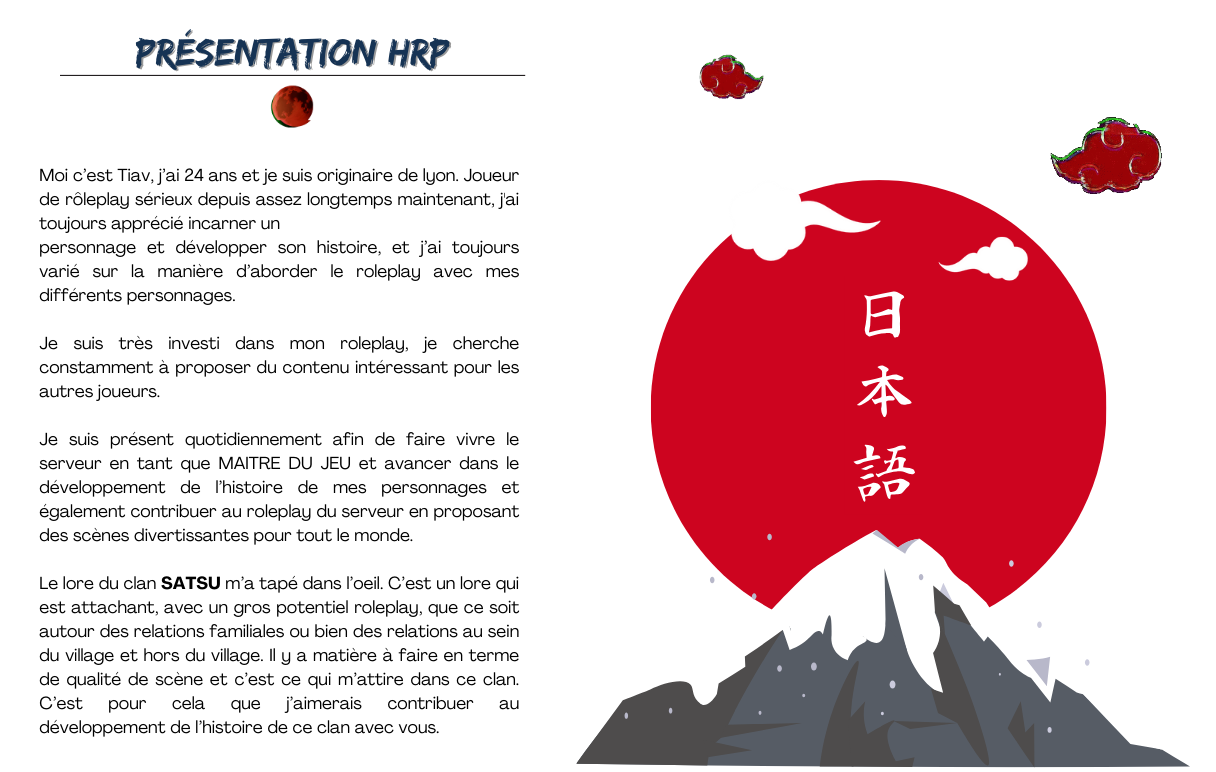 PRÉSENTATION HRP
Moi c’est Tiav, j’ai 24 ans et je suis originaire de lyon. Joueur
de rôleplay sérieux depuis assez longtemps maintenant, j'ai
toujours apprécié incarner un
personnage et développer son histoire, et j’ai toujours
varié sur la manière d’aborder le roleplay avec mes
différents personnages.
Je suis très investi dans mon roleplay, je cherche
constamment à proposer du contenu intéressant pour les
autres joueurs.
Je suis présent quotidiennement afin de faire vivre le
serveur en tant que MAITRE DU JEU et avancer dans le
développement de l’histoire de mes personnages et
également contribuer au roleplay du serveur en proposant
des scènes divertissantes pour tout le monde.
Le lore du clan SATSU m’a tapé dans l’oeil. C’est un lore qui
est attachant, avec un gros potentiel roleplay, que ce soit
autour des relations familiales ou bien des relations au sein
du village et hors du village. Il y a matière à faire en terme
de qualité de scène et c’est ce qui m’attire dans ce clan.
C’est pour cela que j’aimerais contribuer au
développement de l’histoire de ce clan avec vous.
日本語